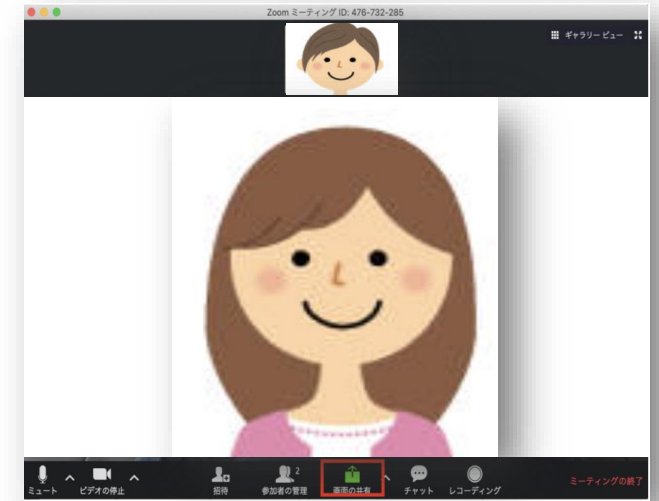 Zoom ミーティング ID: 476-732-285
ギャラリー ビュー
ミュート
ビデオの停止
招待
参加者の管理
2
画面の共有
チャット
レコーディング
ミーティングの終了